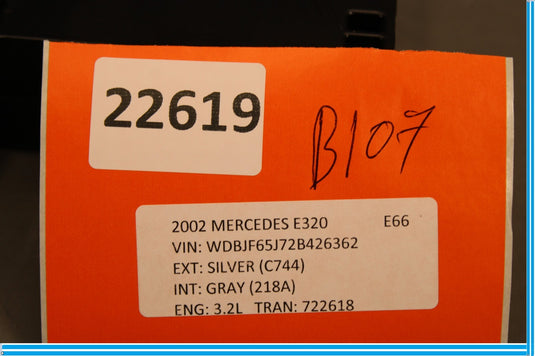 22619
B107
2002 MERCEDES E320 E66
VIN: WDBJF65J72B426362
EXT: SILVER (C744)
INT: GRAY (218A)
ENG: 3.2L TRAN: 722618